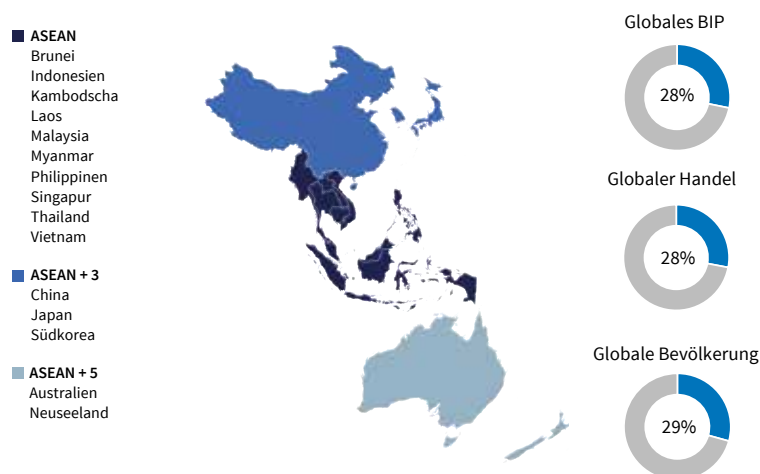 ASEAN
Brunei
Indonesien
Kambodscha
Laos
Malaysia
Myanmar
Philippinen
Singapur
Thailand
Vietnam
ASEAN + 3
China
Japan
Südkorea
ASEAN + 5
Australien
Neuseeland
Globales BIP
28%
Globaler Handel
28%
Globale Bevölkerung
29%